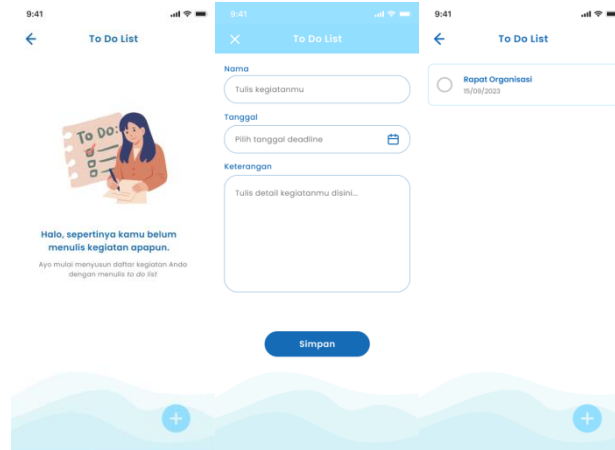 9:41
To Do List
To Do:
Halo, sepertinya kamu belum
menulis kegiatan apapun.
Ayo mulai menyusun daftar kegiatan Anda
dengan menulis to do list
9:41
To Do List
Nama
Tulis kegiatanmu
Tanggal
Pilih tanggal deadline
Keterangan
Tulis detail kegiatanmu disini...
Simpan
9:41
To Do List
Rapat Organisasi
15/09/2023